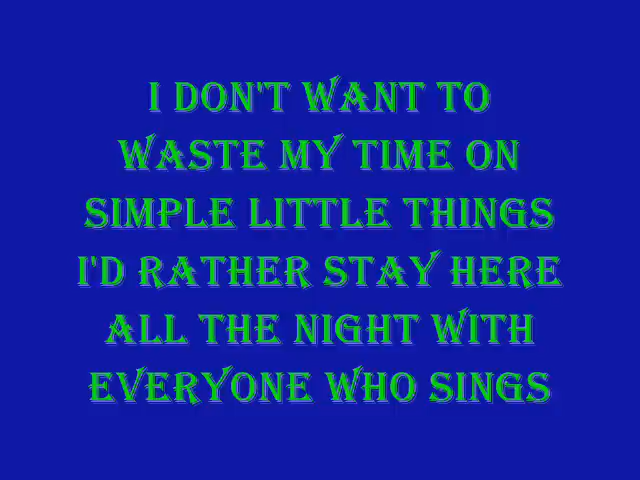 I DON'T WANT TO
WASTE MY TIME ON
SIMPLE LITTLE THINGS
I'D RATHER STAY HERE
ALL THE NIGHT WITH
EVERYONE WHO SINGS